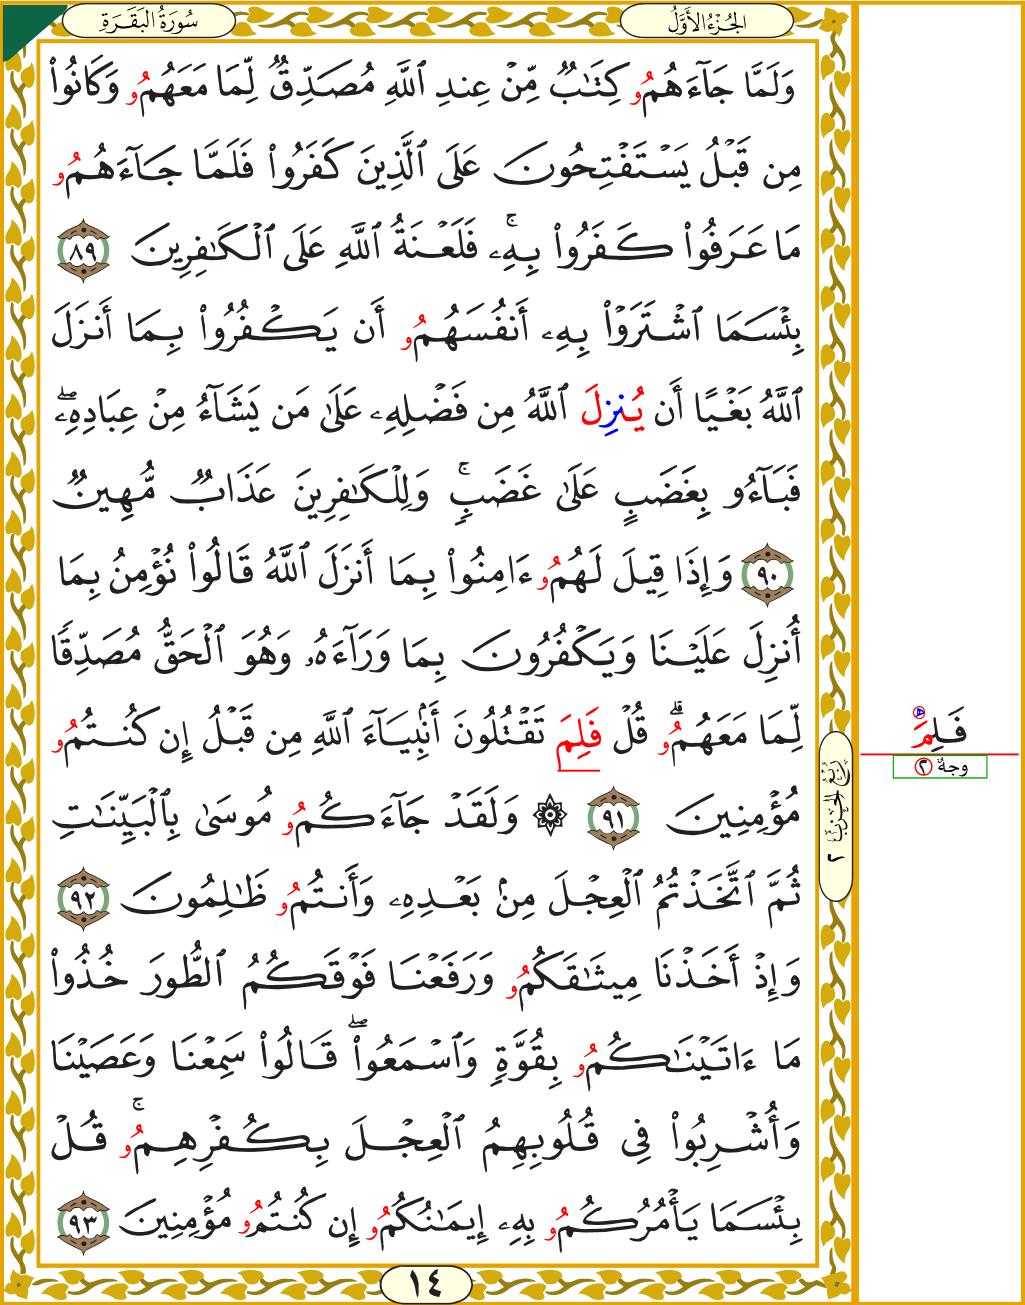 سُورَةُ الْبَقَرَةِ
الجُزْءُ الأَوَّلُ
وَلَمَّا جَآءَهُمُۥ كِتَٰبٌ مِّنْ عِندِ ٱللَّهِ مُصَدِّقٌ لِّمَا مَعَهُمُۥ وَكَانُواْ
مِن قَبْلُ يَسْتَفْتِحُونَ عَلَى ٱلَّذِينَ كَفَرُواْ فَلَمَّا جَآءَهُمُۥ
مَا عَرَفُواْ كَفَرُواْ بِهِۦۚ فَلَعْنَةُ ٱللَّهِ عَلَى ٱلْكَٰفِرِينَ ٨٩
بِئْسَمَا ٱشْتَرَوْاْ بِهِۦ أَنفُسَهُمُۥ أَن يَكْفُرُواْ بِمَا أَنزَلَ
ٱللَّهُ بَغْيًا أَن يُنزِلَ ٱللَّهُ مِن فَضْلِهِۦ عَلَىٰ مَن يَشَآءُ مِنْ عِبَادِهِۦۖ
فَبَآءُو بِغَضَبٍ عَلَىٰ غَضَبٍۚ وَلِلْكَٰفِرِينَ عَذَابٌ مُّهِينٌ
٩٠ وَإِذَا قِيلَ لَهُمُۥ ءَامِنُواْ بِمَا أَنزَلَ ٱللَّهُ قَالُواْ نُؤْمِنُ بِمَا
أُنزِلَ عَلَيْنَا وَيَكْفُرُونَ بِمَا وَرَآءَهُۥ وَهُوَ ٱلْحَقُّ مُصَدِّقًا
لِّمَا مَعَهُمُۥۗ قُلْ فَلِمَ تَقْتُلُونَ أَنۢبِيَآءَ ٱللَّهِ مِن قَبْلُ إِن كُنتُمُۥ
مُؤْمِنِينَ ٩١ ۞ وَلَقَدْ جَآءَكُمُۥ مُوسَىٰ بِٱلْبَيِّنَٰتِ
ثُمَّ ٱتَّخَذْتُمُ ٱلْعِجْلَ مِنۢ بَعْدِهِۦ وَأَنتُمُۥ ظَٰلِمُونَ ٩٢
وَإِذْ أَخَذْنَا مِيثَٰقَكُمُۥ وَرَفَعْنَا فَوْقَكُمُ ٱلطُّورَ خُذُواْ
مَا ءَاتَيْنَٰكُمُۥ بِقُوَّةٍ وَٱسْمَعُواْۖ قَالُواْ سَمِعْنَا وَعَصَيْنَا
وَأُشْرِبُواْ فِى قُلُوبِهِمُ ٱلْعِجْلَ بِكُفْرِهِمُۥۚ قُلْ
بِئْسَمَا يَأْمُرُكُمُۥ بِهِۦ إِيمَٰنُكُمُۥ إِن كُنتُمُۥ مُؤْمِنِينَ ٩٣
١٤
رُبْعُ الحِزْبِ ٢
فَلِمَ
وجهٌ ٢